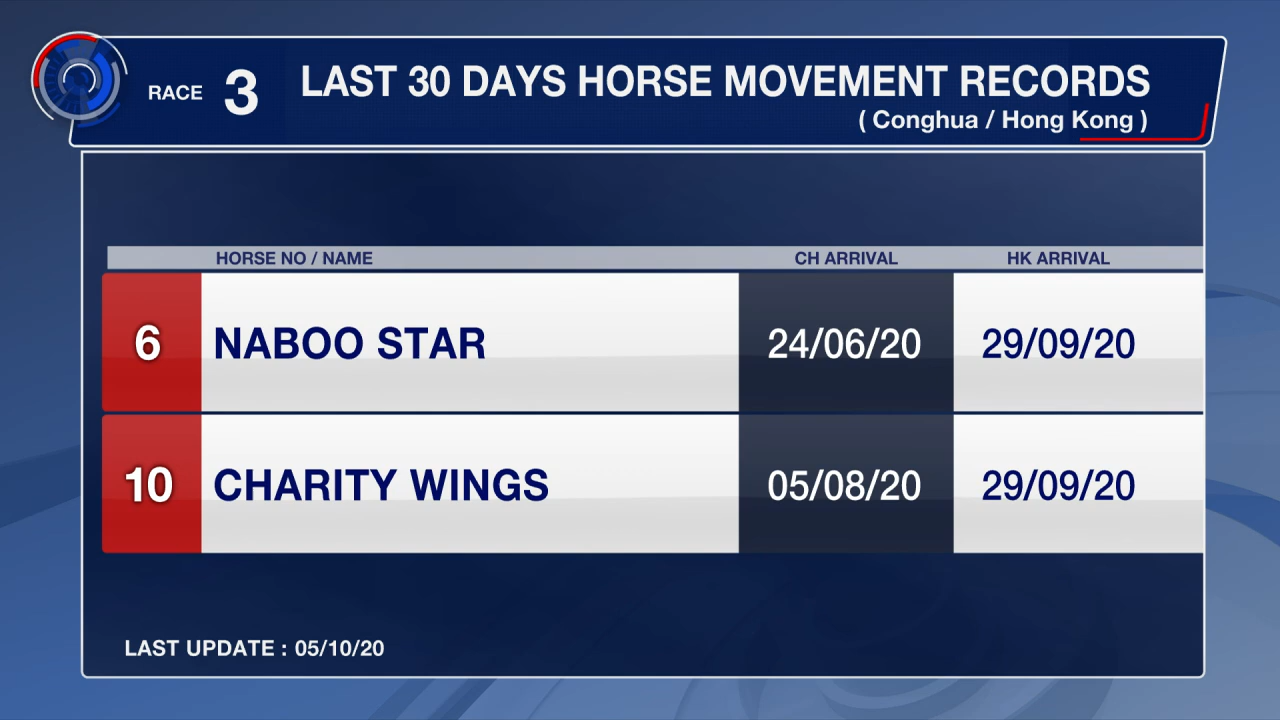 RACE 3 LAST 30 DAYS HORSE MOVEMENT RECORDS
( Conghua / Hong Kong )
HORSE NO / NAME CH ARRIVAL HK ARRIVAL
6 NABOO STAR 24/06/20 29/09/20
10 CHARITY WINGS 05/08/20 29/09/20
LAST UPDATE : 05/10/20